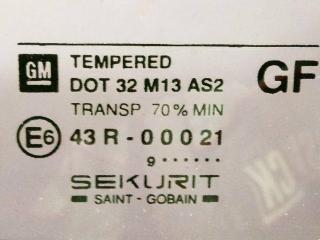 GM TEMPERED
DOT 32 M13 AS2
GF
TRANSP. 70% MIN
E6 43 R - 00021
9 ······
SEKURIT
SAINT - GOBAIN